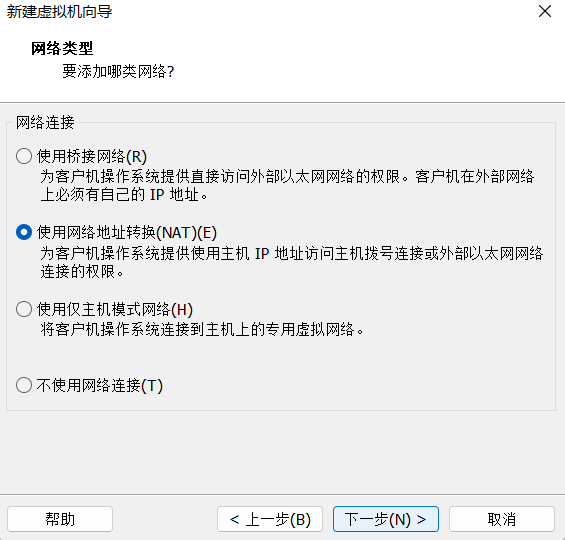 新建虚拟机向导
网络类型
要添加哪类网络?
网络连接
使用桥接网络(R)
为客户机操作系统提供直接访问外部以太网网络的权限。客户机在外部网络
上必须有自己的 IP 地址。
使用网络地址转换(NAT)(E)
为客户机操作系统提供使用主机 IP 地址访问主机拨号连接或外部以太网网络
连接的权限。
使用仅主机模式网络(H)
将客户机操作系统连接到主机上的专用虚拟网络。
不使用网络连接(T)
帮助
< 上一步(B)
下一步(N) >
取消